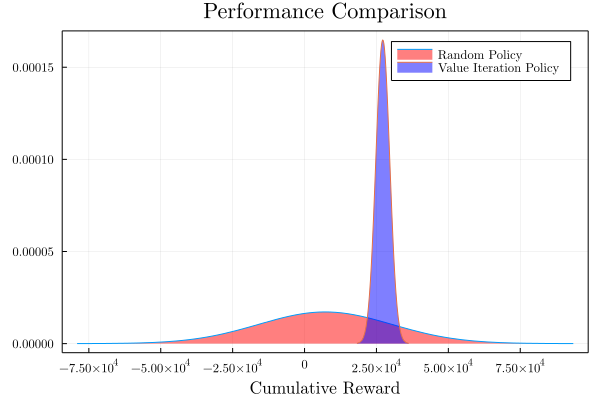 Performance Comparison
Random Policy
Value Iteration Policy
0.00015
0.00010
0.00005
0.00000
−7.50×10⁴ −5.00×10⁴ −2.50×10⁴ 0 2.50×10⁴ 5.00×10⁴ 7.50×10⁴
Cumulative Reward